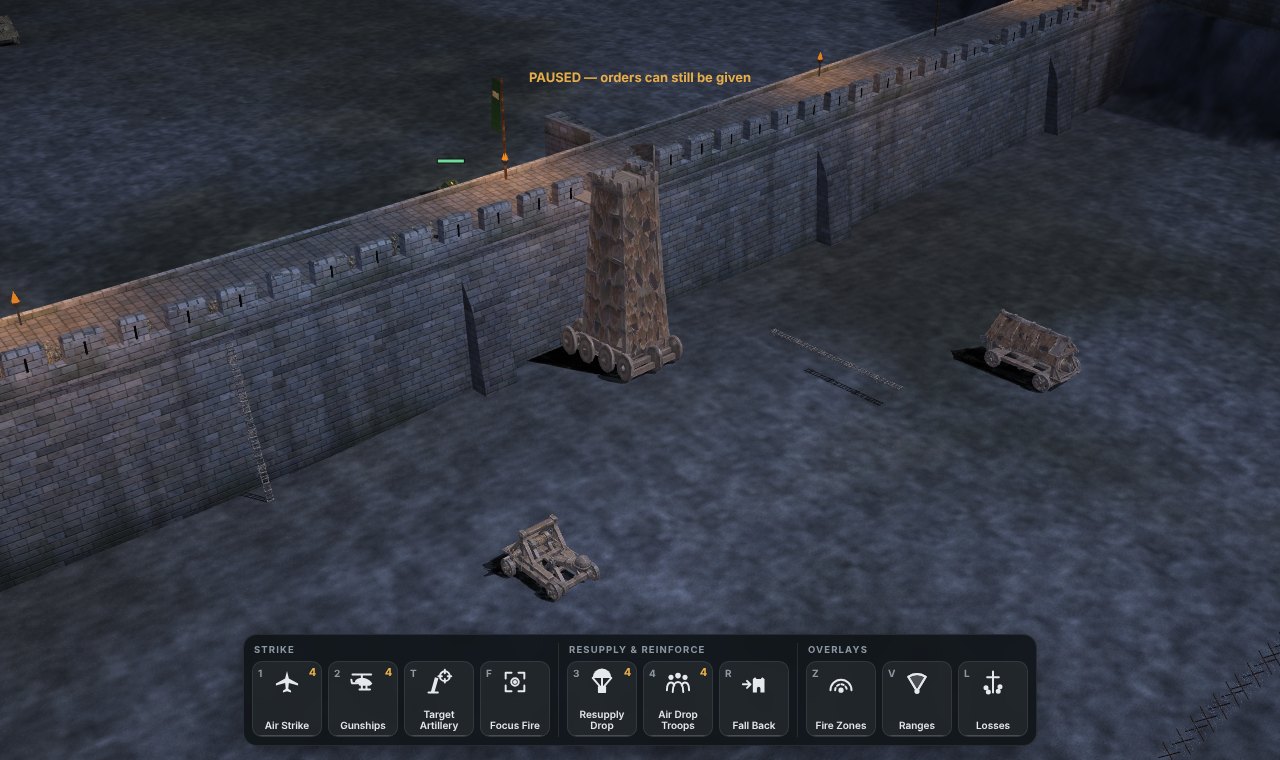 PAUSED — orders can still be given
STRIKE
1 4
Air Strike
2 4
Gunships
T
Target
Artillery
F
Focus Fire
RESUPPLY & REINFORCE
3 4
Resupply
Drop
4 4
Air Drop
Troops
R
Fall Back
OVERLAYS
Z
Fire Zones
V
Ranges
L
Losses